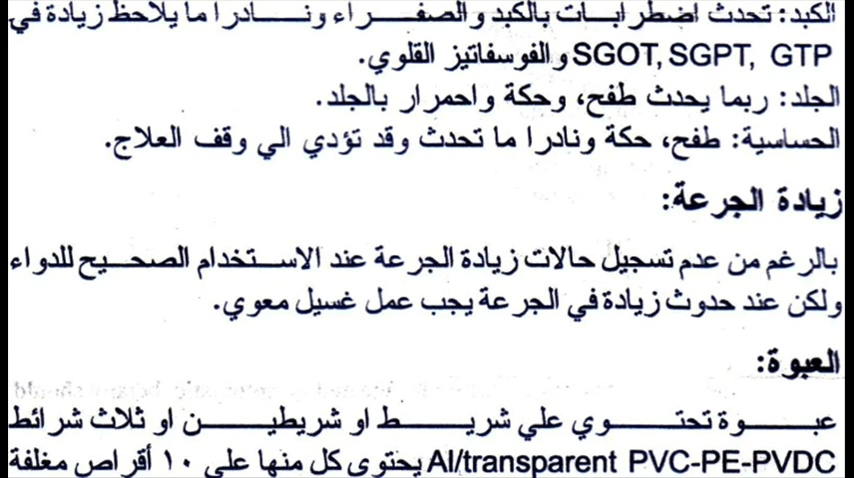 الكبد: تحدث اضطرابات بالكبد والصفراء ونادرا ما يلاحظ زيادة في
SGOT, SGPT, GTP والفوسفاتيز القلوي.
الجلد: ربما يحدث طفح، وحكة واحمرار بالجلد.
الحساسية: طفح، حكة ونادرا ما تحدث وقد تؤدي الي وقف العلاج.
زيادة الجرعة:
بالرغم من عدم تسجيل حالات زيادة الجرعة عند الاستخدام الصحيح للدواء
ولكن عند حدوث زيادة في الجرعة يجب عمل غسيل معوي.
العبوة:
عبوة تحتوي علي شريط او شريطين او ثلاث شرائط
Al/transparent PVC-PE-PVDC يحتوى كل منها على ١٠ أقراص مغلفة